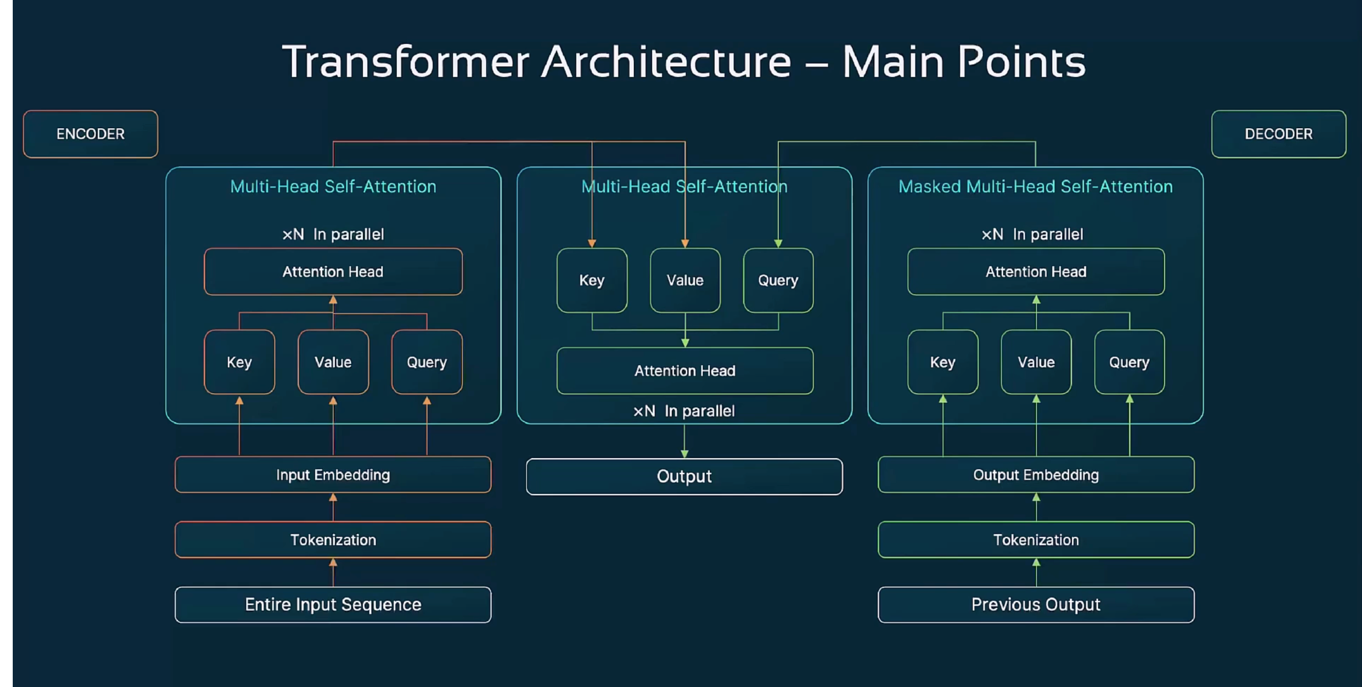 Transformer Architecture – Main Points
ENCODER
DECODER
Multi-Head Self-Attention
×N In parallel
Attention Head
Key
Value
Query
Input Embedding
Tokenization
Entire Input Sequence
Multi-Head Self-Attention
Key
Value
Query
Attention Head
×N In parallel
Output
Masked Multi-Head Self-Attention
×N In parallel
Attention Head
Key
Value
Query
Output Embedding
Tokenization
Previous Output